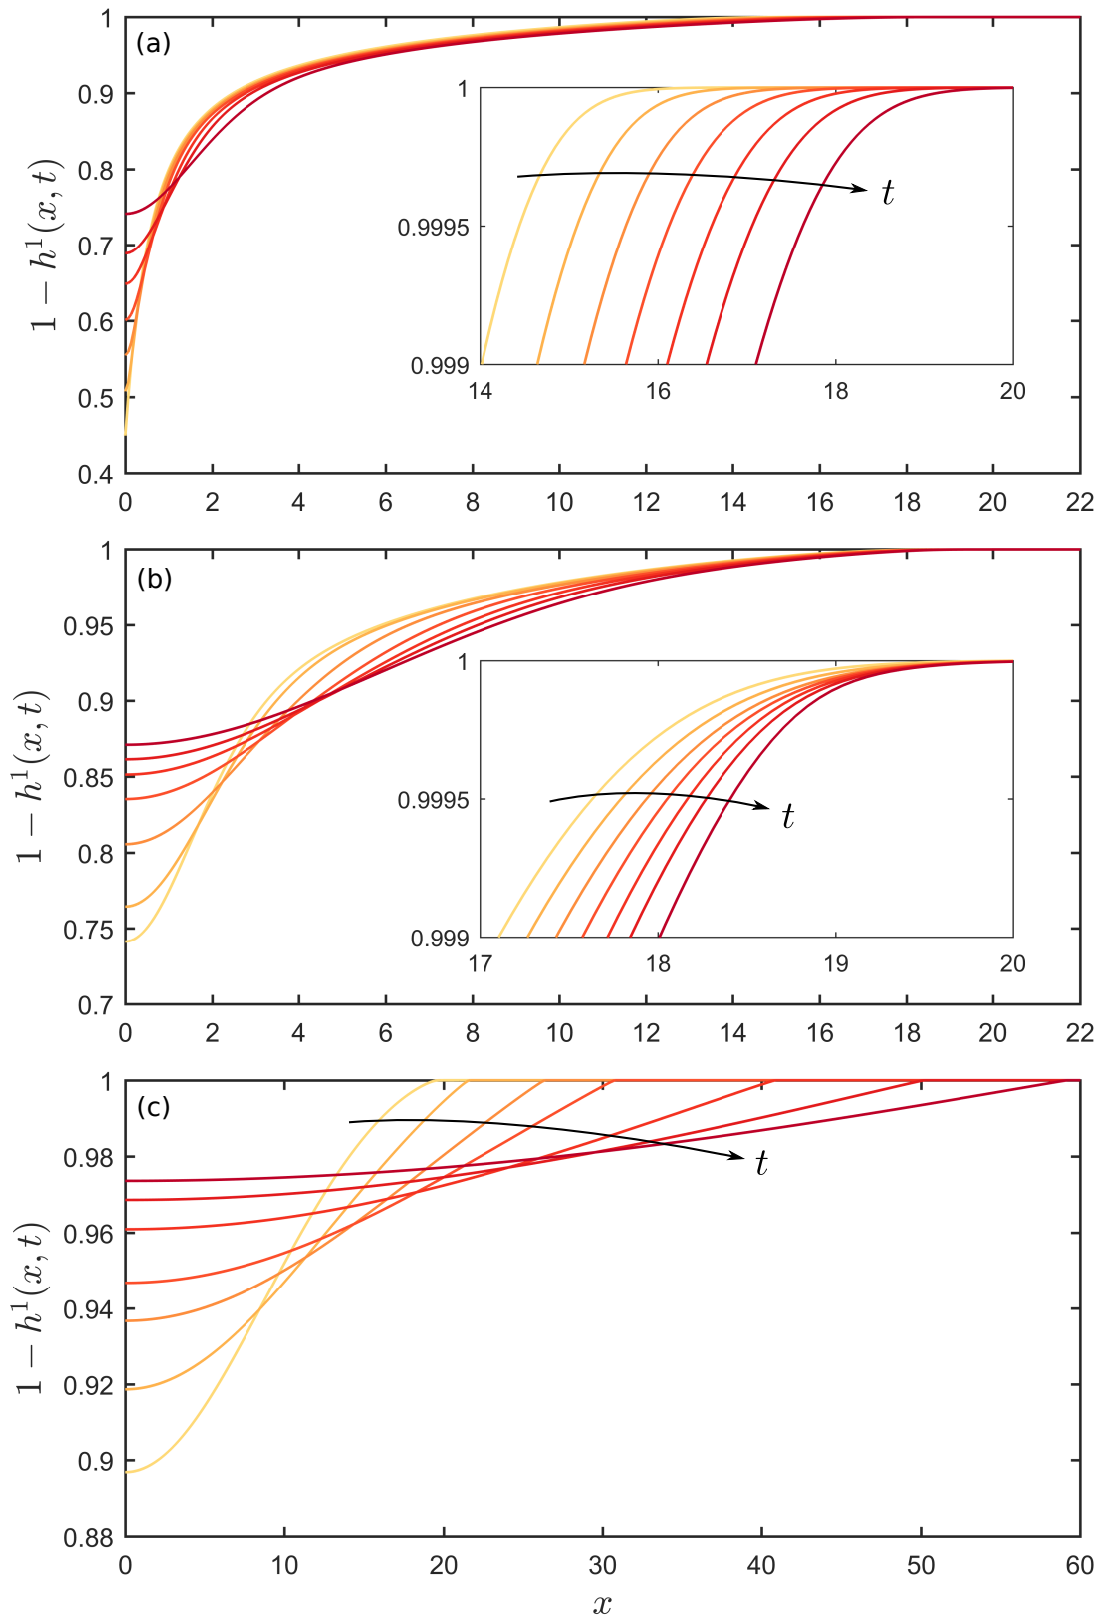 1
(a)
0.9
0.8
0.7
0.6
0.5
0.4
1 − h¹(x, t)
0 2 4 6 8 10 12 14 16 18 20 22
1
0.9995
0.999
14 16 18 20
t
1
(b)
0.95
0.9
0.85
0.8
0.75
0.7
1 − h¹(x, t)
0 2 4 6 8 10 12 14 16 18 20 22
1
0.9995
0.999
17 18 19 20
t
1
(c)
0.98
0.96
0.94
0.92
0.9
0.88
1 − h¹(x, t)
t
0 10 20 30 40 50 60
x